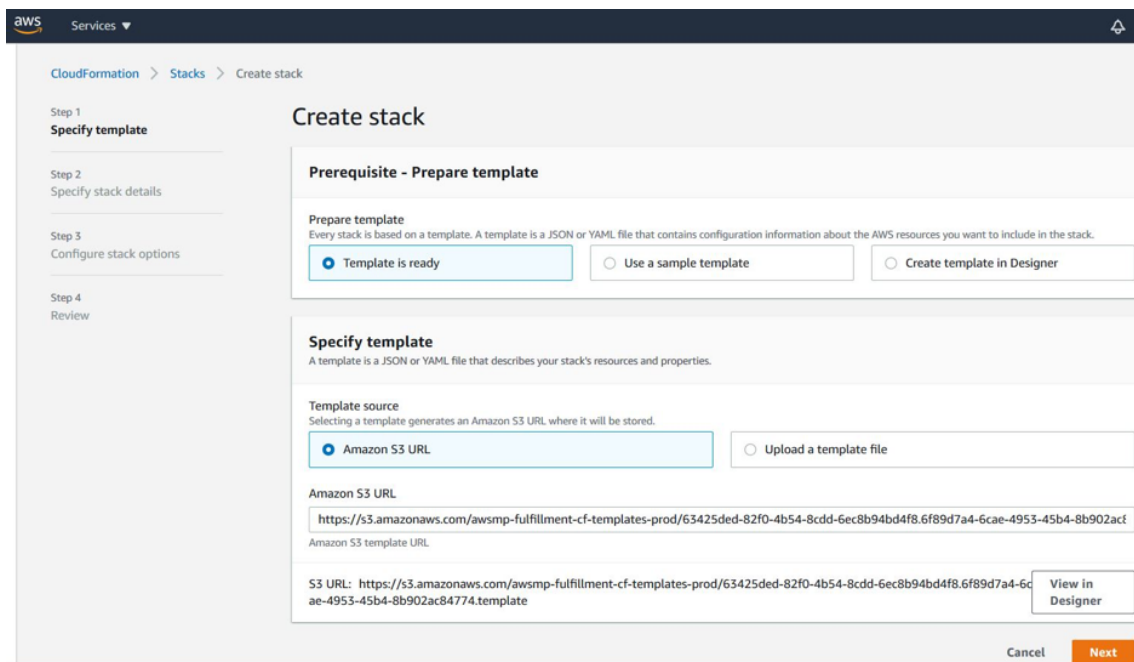 aws
Services ▼
CloudFormation > Stacks > Create stack
Step 1
Specify template
Step 2
Specify stack details
Step 3
Configure stack options
Step 4
Review
Create stack
Prerequisite - Prepare template
Prepare template
Every stack is based on a template. A template is a JSON or YAML file that contains configuration information about the AWS resources you want to include in the stack.
Template is ready
Use a sample template
Create template in Designer
Specify template
A template is a JSON or YAML file that describes your stack's resources and properties.
Template source
Selecting a template generates an Amazon S3 URL where it will be stored.
Amazon S3 URL
Upload a template file
Amazon S3 URL
https://s3.amazonaws.com/awsmp-fulfillment-cf-templates-prod/63425ded-82f0-4b54-8cdd-6ec8b94bd4f8.6f89d7a4-6cae-4953-45b4-8b902ac8
Amazon S3 template URL
S3 URL: https://s3.amazonaws.com/awsmp-fulfillment-cf-templates-prod/63425ded-82f0-4b54-8cdd-6ec8b94bd4f8.6f89d7a4-6c
ae-4953-45b4-8b902ac84774.template
View in
Designer
Cancel
Next